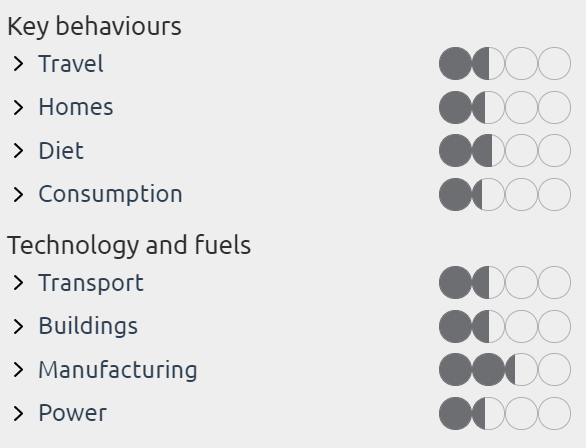 Key behaviours
Travel
Homes
Diet
Consumption
Technology and fuels
Transport
Buildings
Manufacturing
Power